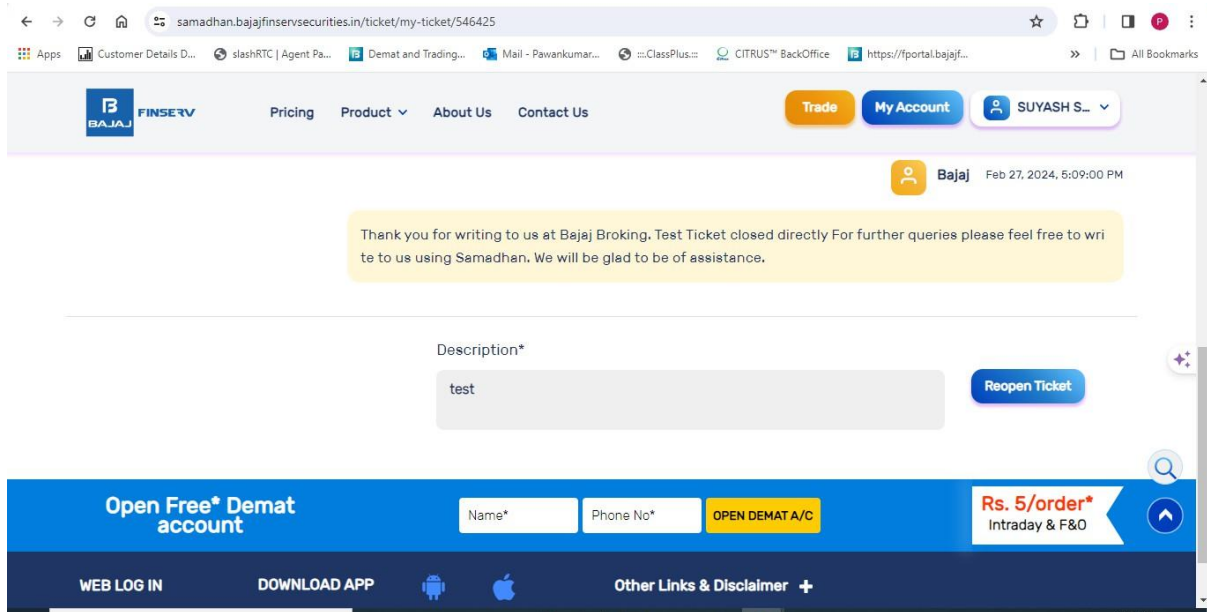 samadhan.bajajfinservsecurities.in/ticket/my-ticket/546425
P
Apps Customer Details D... slashRTC | Agent Pa... Demat and Trading... Mail - Pawankumar... :::.ClassPlus.::: CITRUS™ BackOffice https://fportal.bajajf... » All Bookmarks
B BAJAJ FINSERV Pricing Product About Us Contact Us Trade My Account SUYASH S...
Bajaj Feb 27, 2024, 5:09:00 PM
Thank you for writing to us at Bajaj Broking. Test Ticket closed directly For further queries please feel free to wri
te to us using Samadhan. We will be glad to be of assistance.
Description*
test
Reopen Ticket
Open Free* Demat
account
Name* Phone No* OPEN DEMAT A/C
Rs. 5/order*
Intraday & F&O
WEB LOG IN DOWNLOAD APP Other Links & Disclaimer +